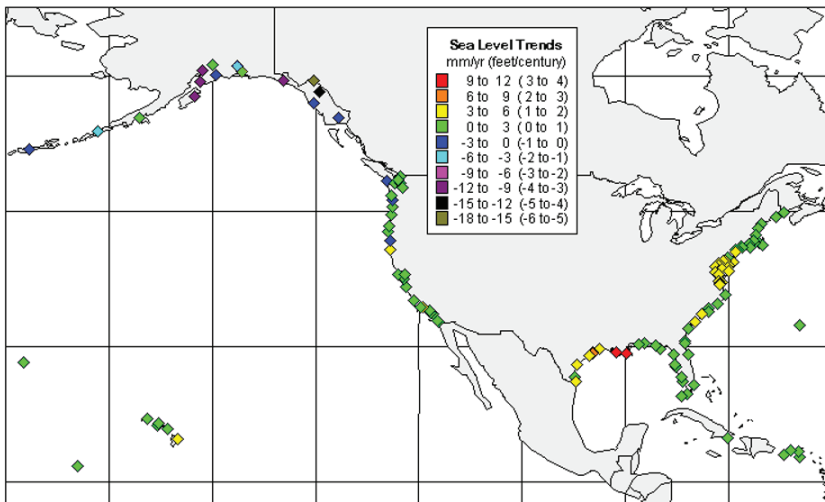 Sea Level Trends
mm/yr (feet/century)
9 to 12 (3 to 4)
6 to 9 (2 to 3)
3 to 6 (1 to 2)
0 to 3 (0 to 1)
-3 to 0 (-1 to 0)
-6 to -3 (-2 to -1)
-9 to -6 (-3 to -2)
-12 to -9 (-4 to -3)
-15 to -12 (-5 to -4)
-18 to -15 (-6 to -5)